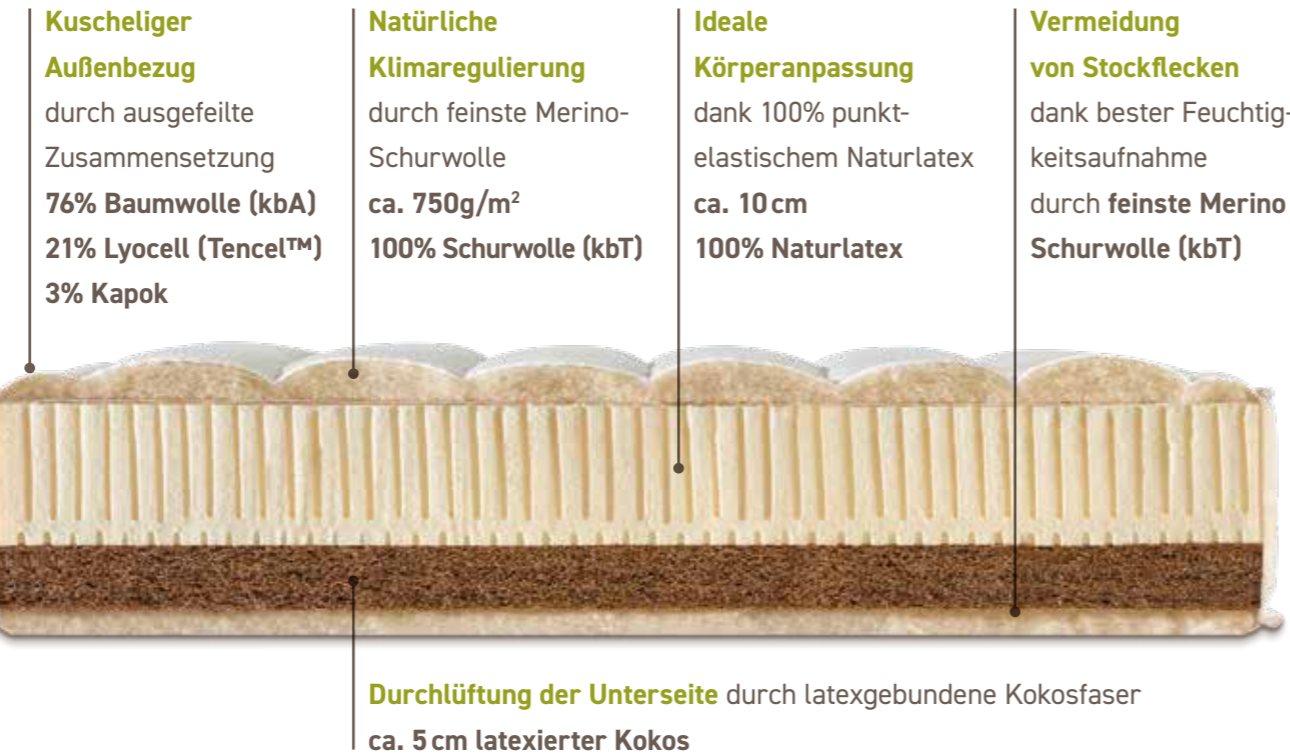 Kuscheliger
Außenbezug
durch ausgefeilte
Zusammensetzung
76% Baumwolle (kbA)
21% Lyocell (Tencel™)
3% Kapok
Natürliche
Klimaregulierung
durch feinste Merino-
Schurwolle
ca. 750g/m²
100% Schurwolle (kbT)
Ideale
Körperanpassung
dank 100% punkt-
elastischem Naturlatex
ca. 10 cm
100% Naturlatex
Vermeidung
von Stockflecken
dank bester Feuchtig-
keitsaufnahme
durch feinste Merino
Schurwolle (kbT)
Durchlüftung der Unterseite durch latexgebundene Kokosfaser
ca. 5 cm latexierter Kokos